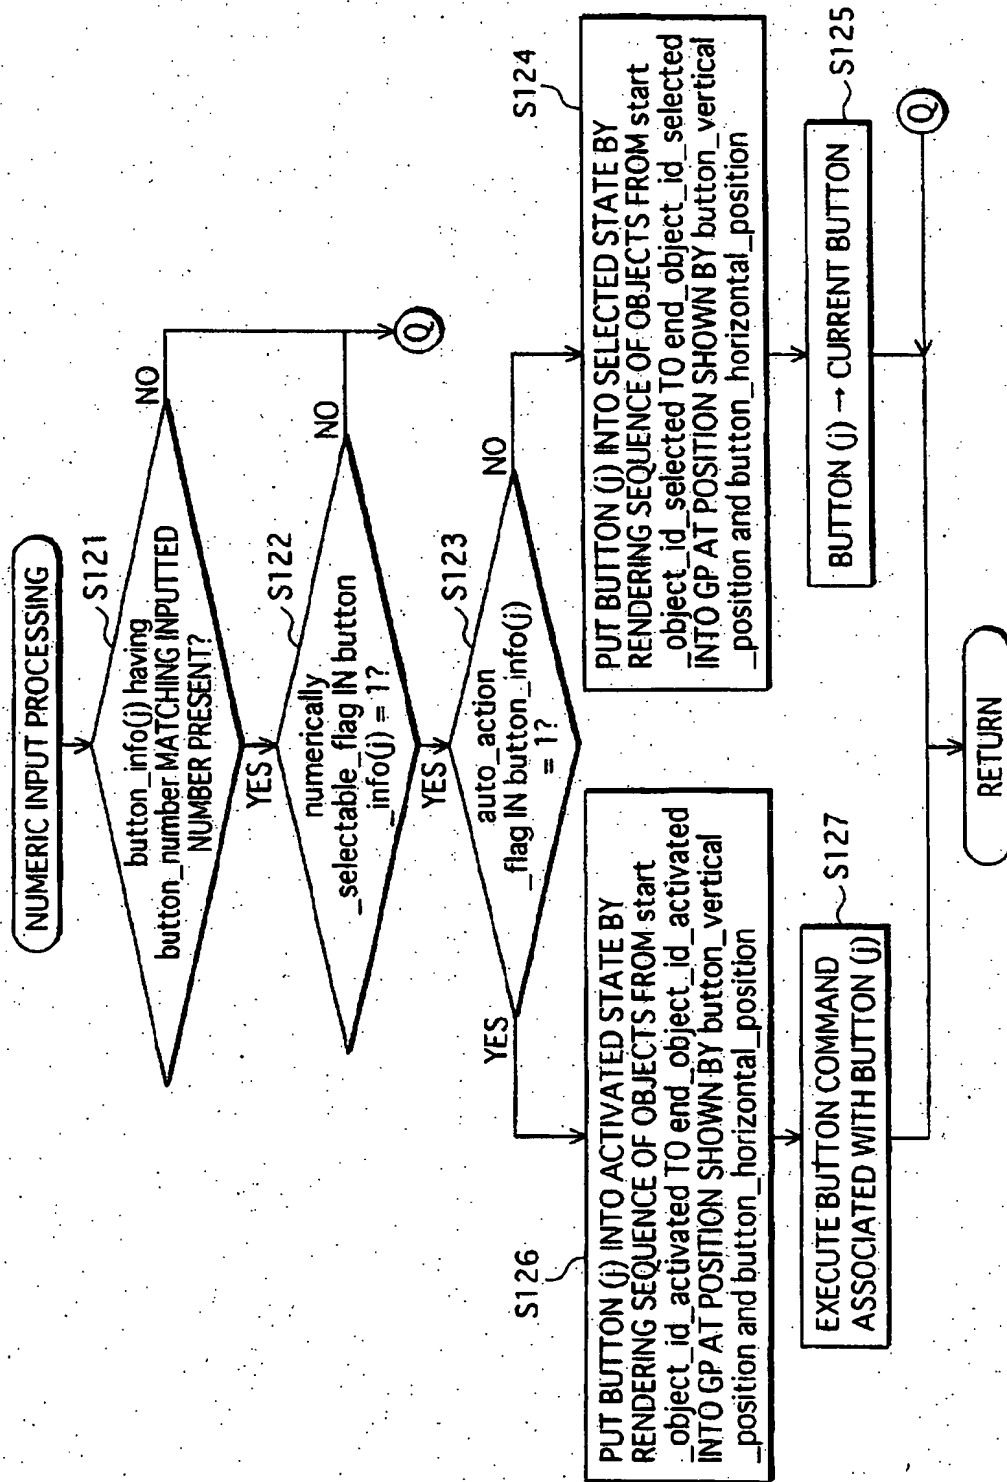 NUMERIC INPUT PROCESSING
S121
button_info(j) having
button_number MATCHING INPUTTED
NUMBER PRESENT?
NO
YES
S122
numerically
_selectable_flag IN button
_info(j) = 1?
NO
Q
YES
S123
auto_action
_flag IN button_info(j)
= 1?
YES
NO
S126
PUT BUTTON (j) INTO ACTIVATED STATE BY
RENDERING SEQUENCE OF OBJECTS FROM start
_object_id_activated TO end_object_id_activated
INTO GP AT POSITION SHOWN BY button_vertical
_position and button_horizontal_position
S127
EXECUTE BUTTON COMMAND
ASSOCIATED WITH BUTTON (j)
S124
PUT BUTTON (j) INTO SELECTED STATE BY
RENDERING SEQUENCE OF OBJECTS FROM start
_object_id_selected TO end_object_id_selected
INTO GP AT POSITION SHOWN BY button_vertical
_position and button_horizontal_position
S125
BUTTON (j) → CURRENT BUTTON
Q
RETURN